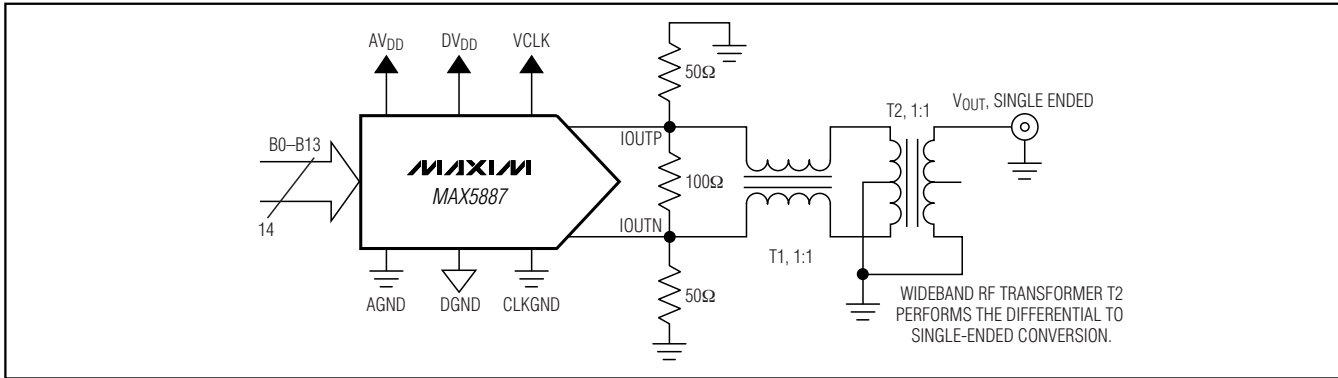 AVDD
DVDD
VCLK
50Ω
T2, 1:1
VOUT, SINGLE ENDED
IOUTP
B0–B13
MAXIM
MAX5887
100Ω
14
IOUTN
T1, 1:1
AGND
DGND
CLKGND
50Ω
WIDEBAND RF TRANSFORMER T2
PERFORMS THE DIFFERENTIAL TO
SINGLE-ENDED CONVERSION.